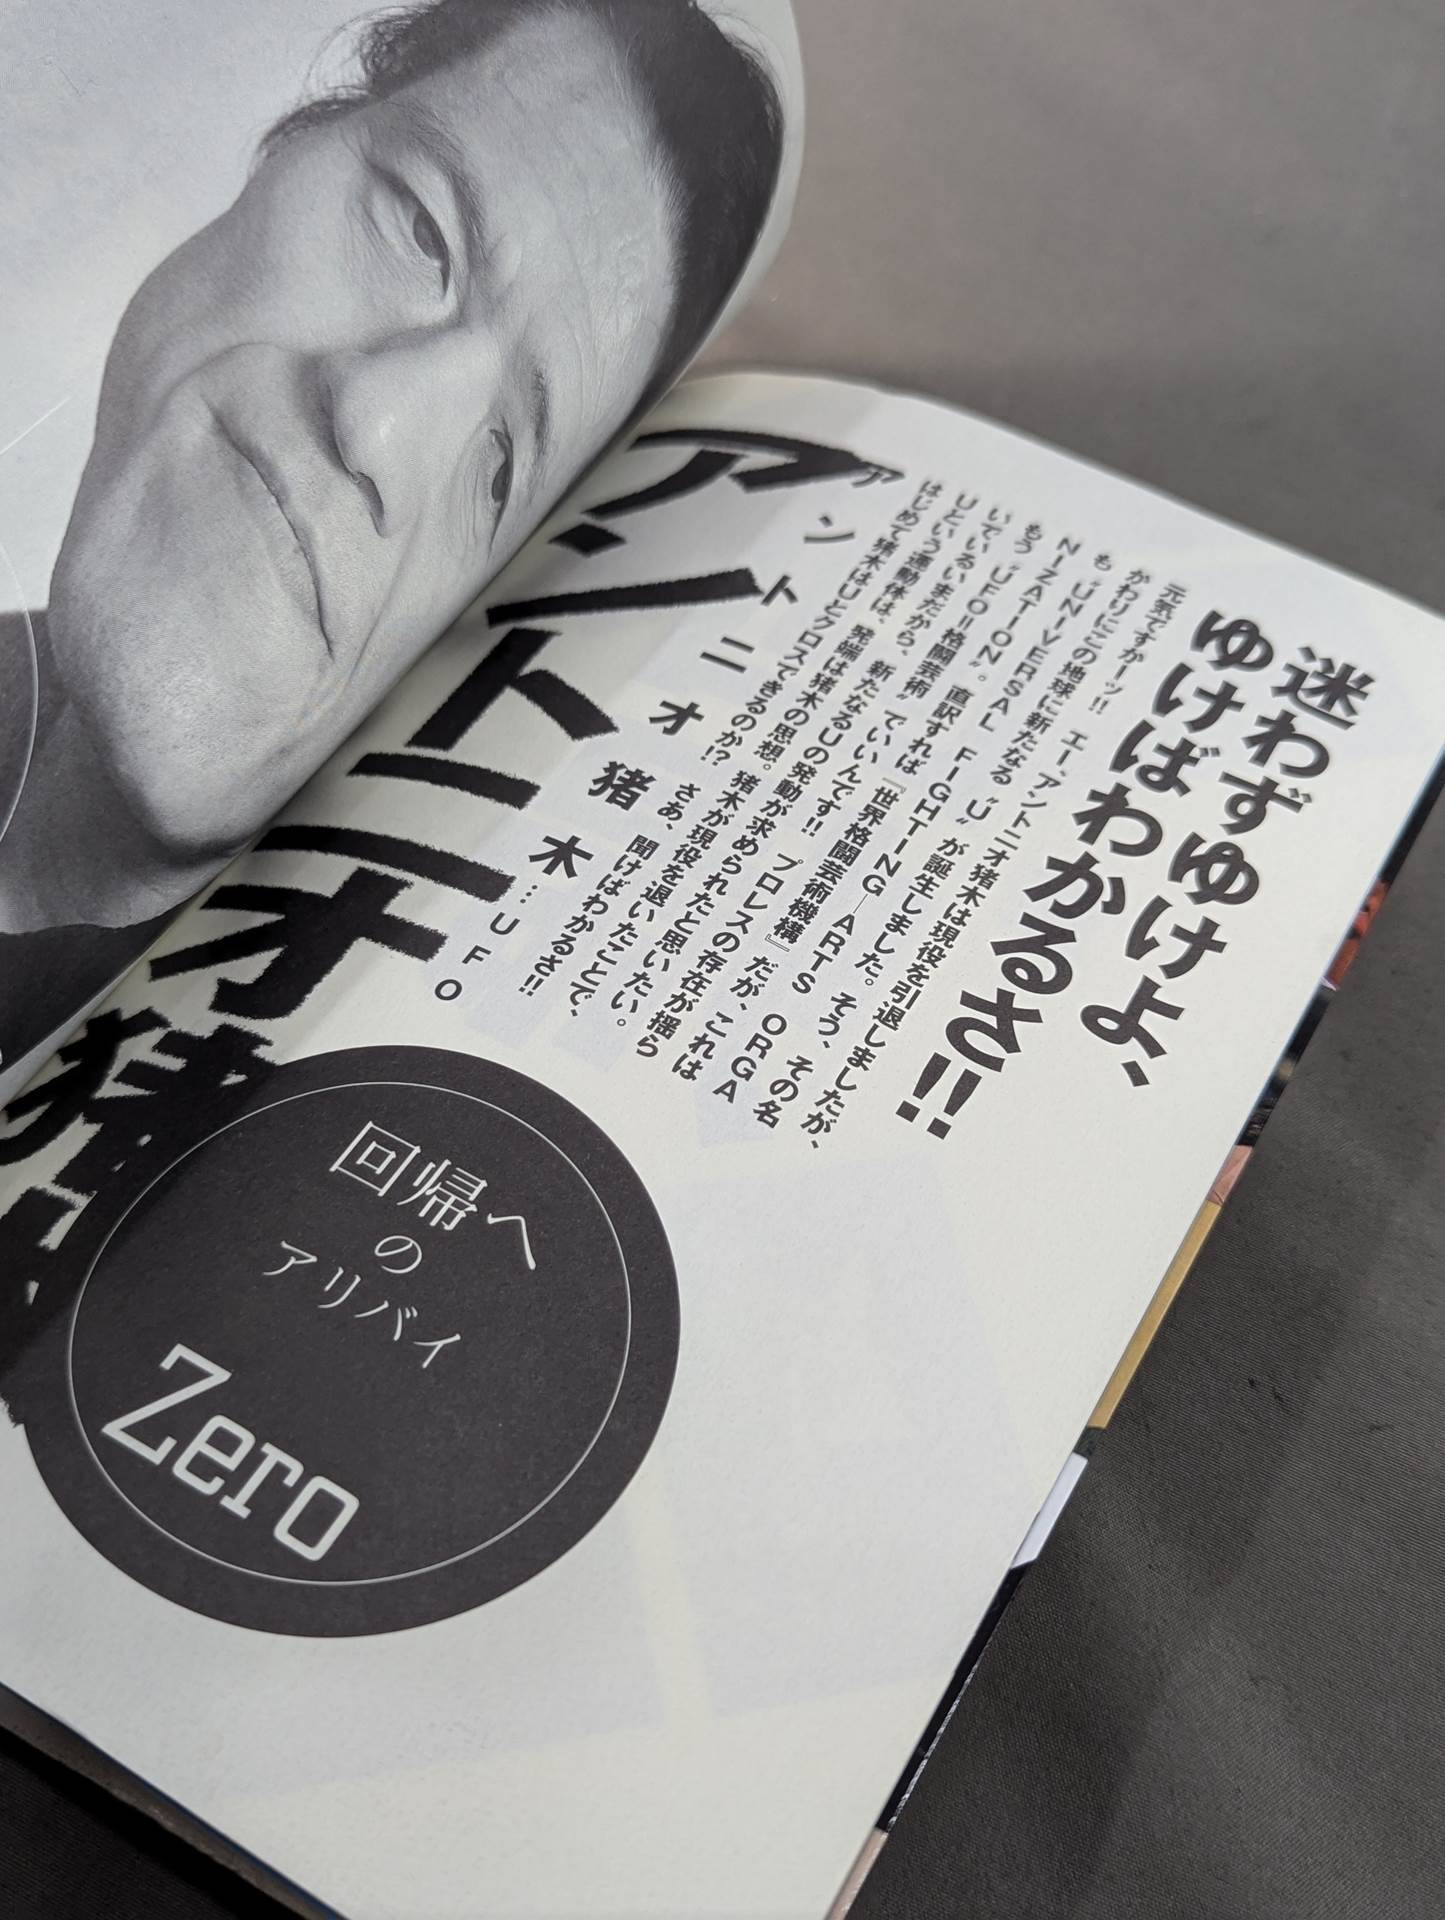 迷わずゆけよ、
ゆけばわかるさ!!
元気ですかーッ!! エー、アントニオ猪木は現役を引退しましたが、
かわりにこの地球に新たなる〝U〟が誕生しました。そう、その名
も〝UNIVERSAL FIGHTING―ARTS ORGA
NIZATION〟。直訳すれば『世界格闘芸術機構』だが、これは
もう〝UFO=格闘芸術〟でいいんです!! プロレスの存在が揺ら
いでいるいまだから、新たなるUの発動が求められたと思いたい。
Uという運動体は、発端は猪木の思想。猪木が現役を退いたことで、
はじめて猪木はUとクロスできるのか!? さあ、聞けばわかるさ!!
アントニオ猪木…UFO
アントニオ猪
回帰へ
の
アリバイ
Zero